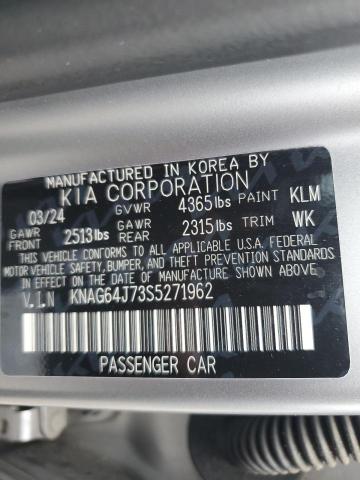 MANUFACTURED IN KOREA BY
KIA CORPORATION
03/24 GVWR 4365 lbs PAINT KLM
GAWR FRONT 2513 lbs GAWR REAR 2315 lbs TRIM WK
THIS VEHICLE CONFORMS TO ALL APPLICABLE U.S.A. FEDERAL
MOTOR VEHICLE SAFETY, BUMPER, AND THEFT PREVENTION STANDARDS
IN EFFECT ON THE DATE OF MANUFACTURE SHOWN ABOVE.
V.I.N KNAG64J73S5271962
PASSENGER CAR